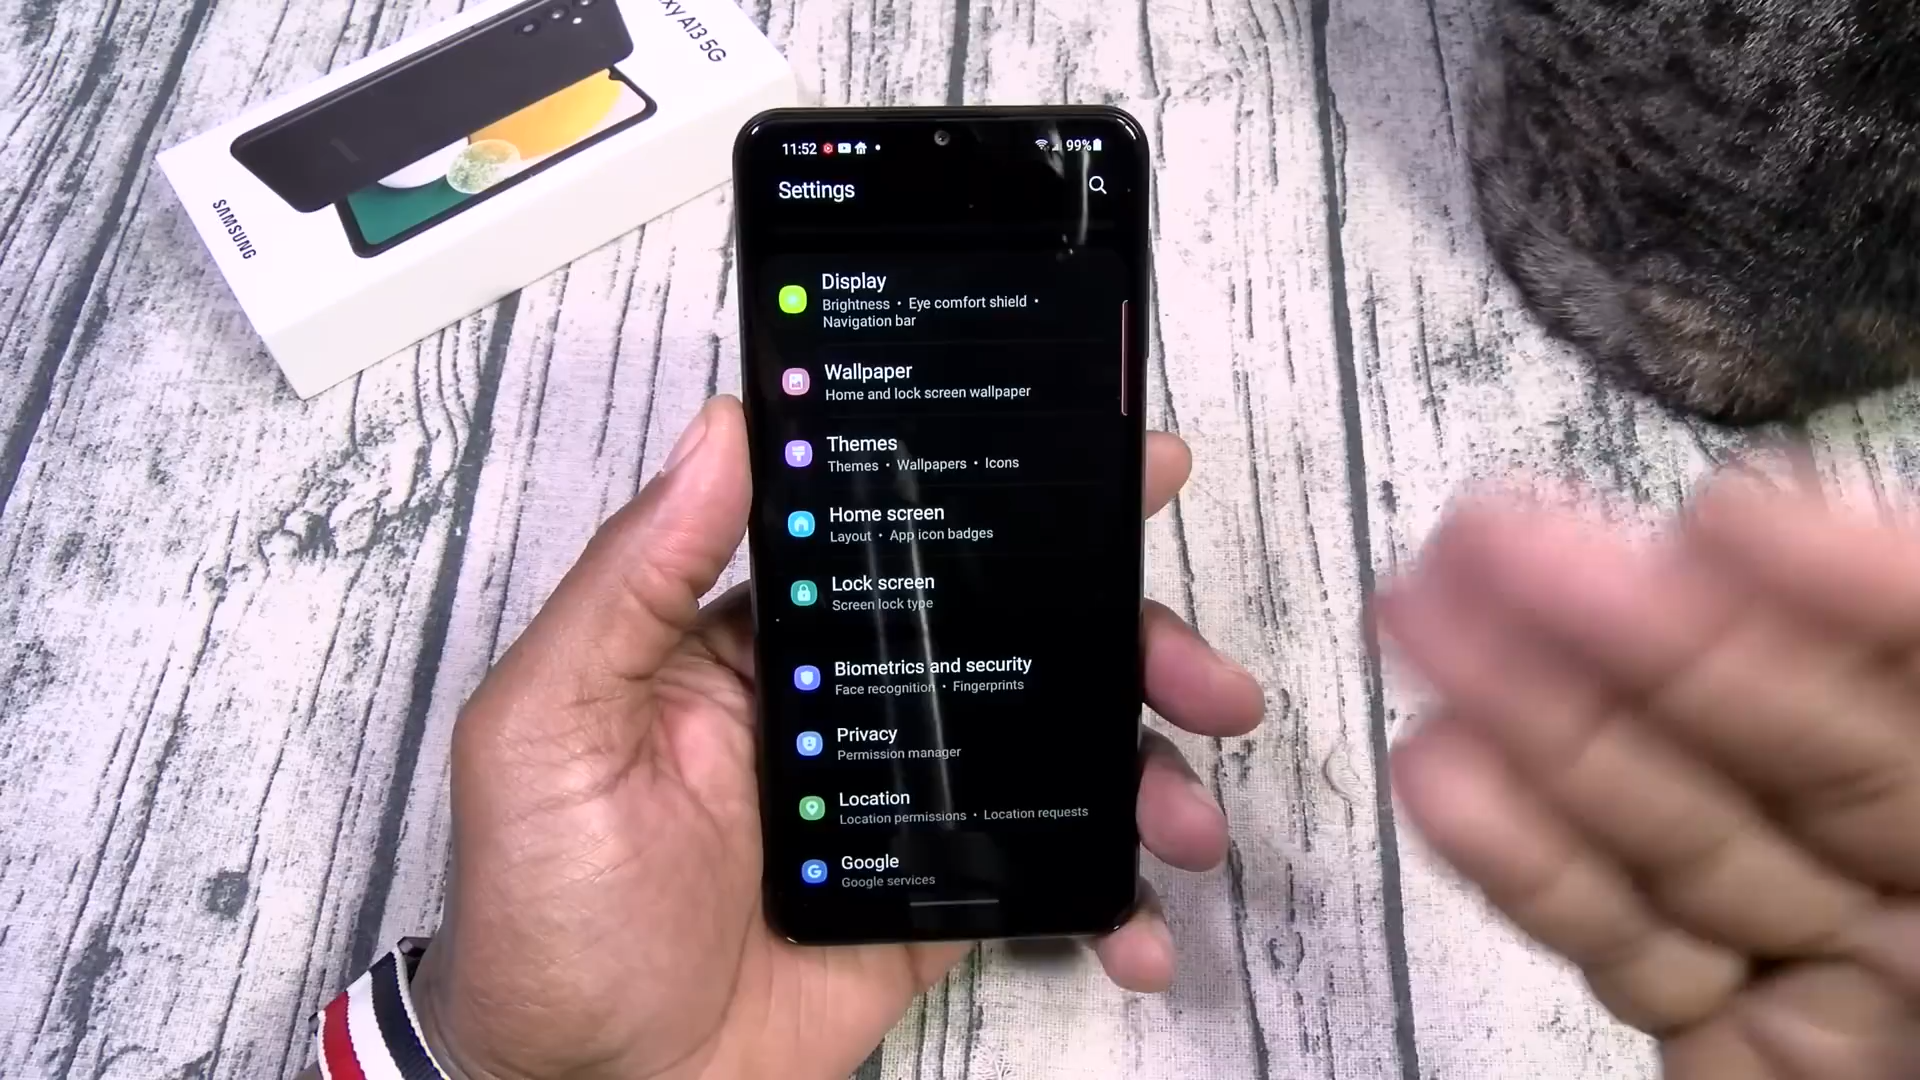 A13 5G
SAMSUNG
11:52
99%
Settings
Display
Brightness • Eye comfort shield •
Navigation bar
Wallpaper
Home and lock screen wallpaper
Themes
Themes • Wallpapers • Icons
Home screen
Layout • App icon badges
Lock screen
Screen lock type
Biometrics and security
Face recognition • Fingerprints
Privacy
Permission manager
Location
Location permissions • Location requests
G
Google
Google services